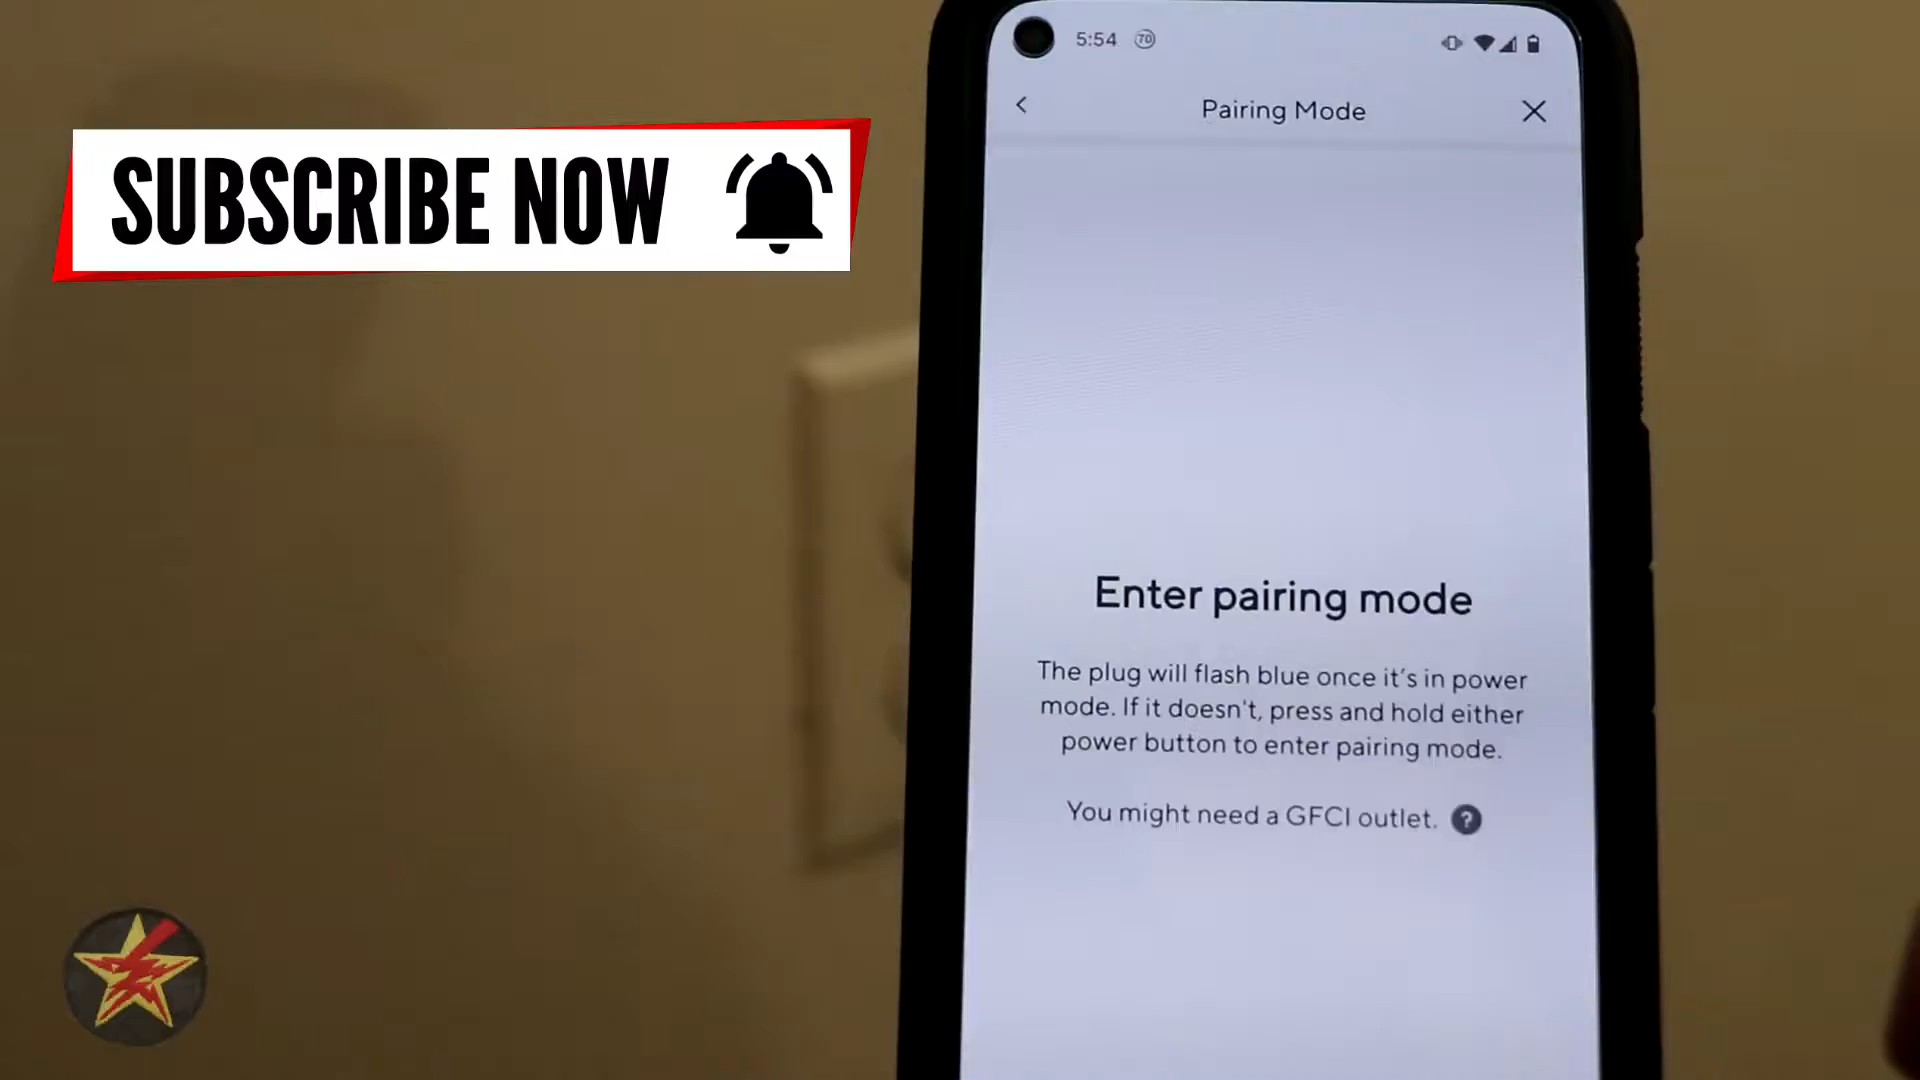 SUBSCRIBE NOW
5:54 70
Pairing Mode
Enter pairing mode
The plug will flash blue once it's in power
mode. If it doesn't, press and hold either
power button to enter pairing mode.
You might need a GFCI outlet. ?